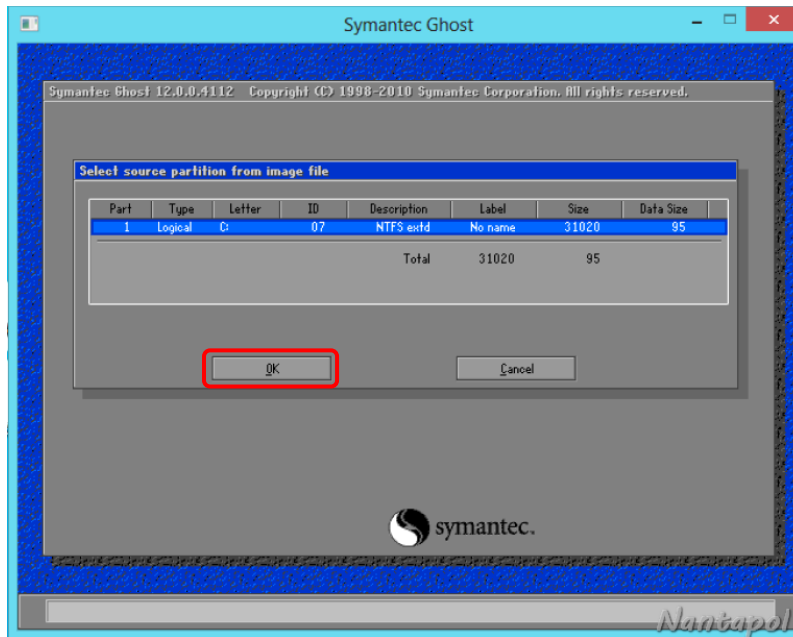 Symantec Ghost
Symantec Ghost 12.0.0.4112 Copyright (C) 1998-2010 Symantec Corporation. All rights reserved.
Select source partition from image file
Part Type Letter ID Description Label Size Data Size
1 Logical C: 07 NTFS extd No name 31020 95
Total 31020 95
OK Cancel
symantec.
Nantapol